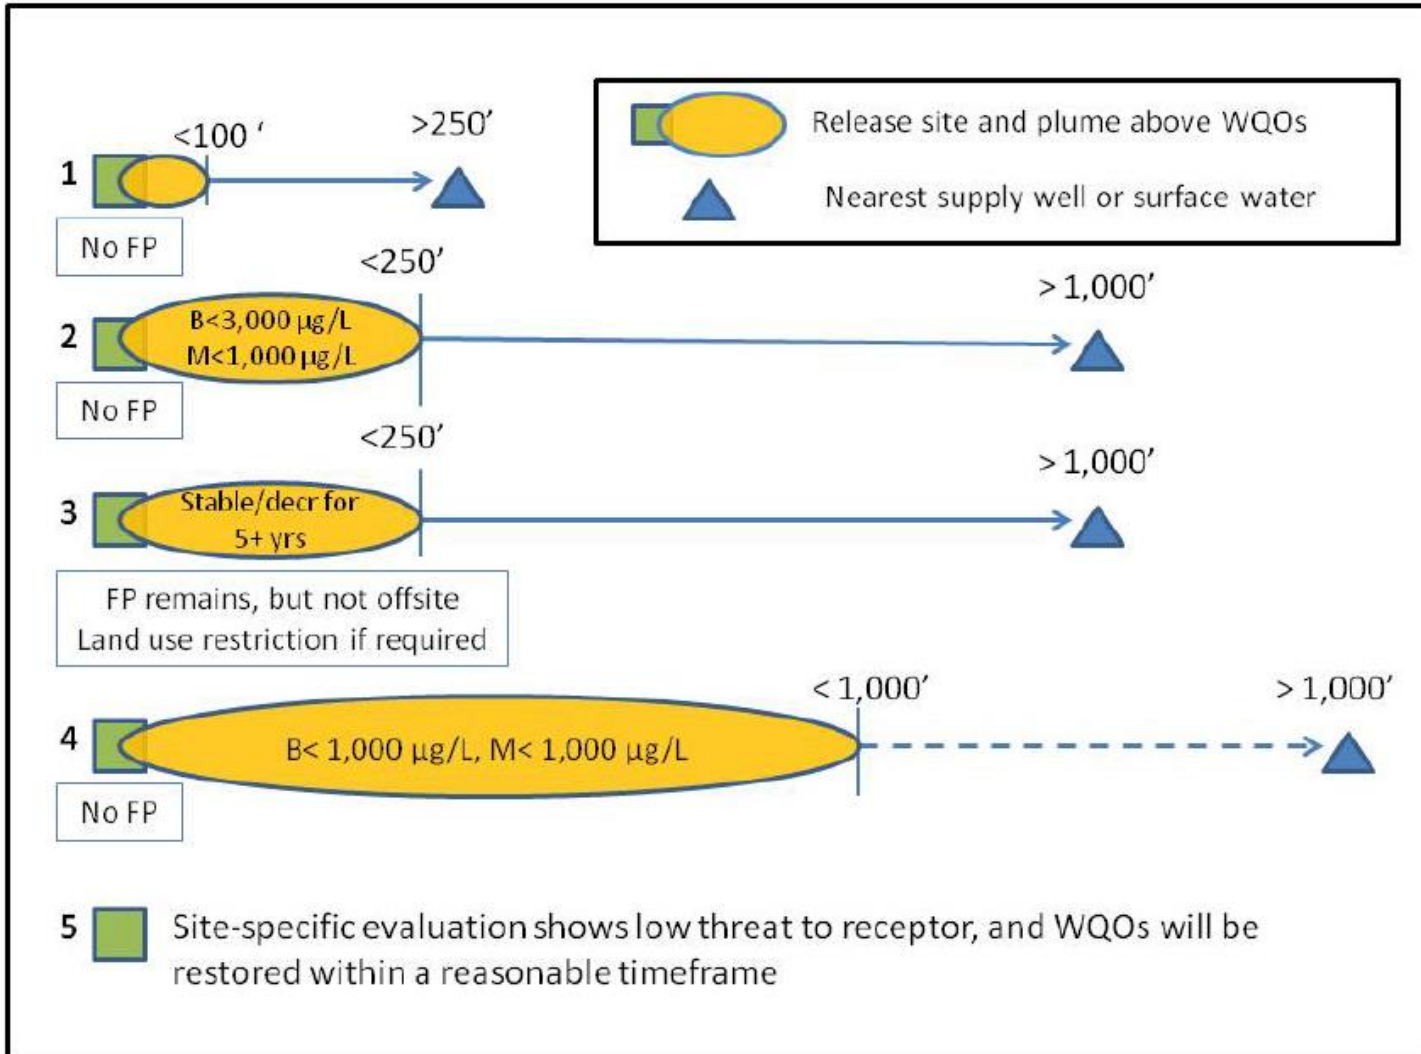 <100 ‘
>250’
Release site and plume above WQOs
1
Nearest supply well or surface water
No FP
<250’
>1,000’
2
B<3,000 µg/L
M<1,000 µg/L
No FP
<250’
>1,000’
3
Stable/decr for
5+ yrs
FP remains, but not offsite
Land use restriction if required
<1,000’
>1,000’
4
B< 1,000 µg/L, M< 1,000 µg/L
No FP
5 Site-specific evaluation shows low threat to receptor, and WQOs will be
restored within a reasonable timeframe